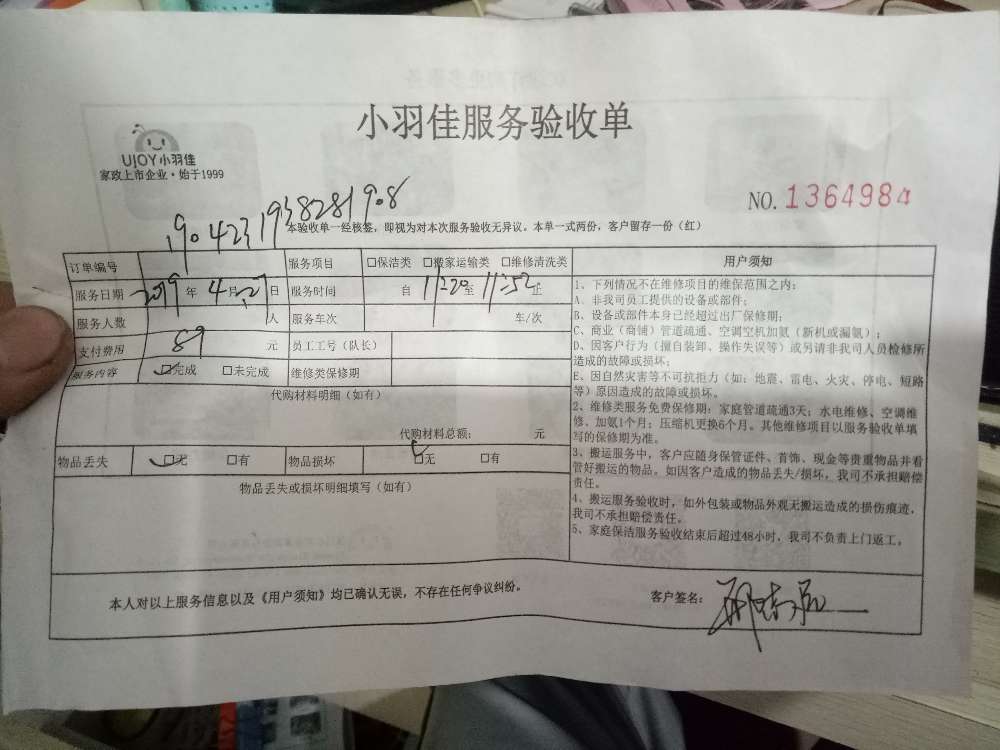 小羽佳服务验收单
UJOY小羽佳
家政上市企业·始于1999
NO. 1364984
1904231938281908
本验收单一经核签，即视为对本次服务验收无异议。本单一式两份，客户留存一份（红）
订单编号 服务项目 □保洁类 □搬家运输类 □维修清洗类
服务日期 2019 年 4 月 27 日 服务时间 自 11:20 至 11:52 止
服务人数 人 服务车次 车/次
支付费用 89 元 员工工号（队长）
服务内容 ☑完成 □未完成 维修类保修期
代购材料明细（如有）
代购材料总额： 元
物品丢失 ☑无 □有 物品损坏 ☑无 □有
物品丢失或损坏明细填写（如有）
用户须知
1、下列情况不在维修项目的维保范围之内：
A、非我司员工提供的设备或部件；
B、设备或部件本身已经超过出厂保修期；
C、商业（商铺）管道疏通、空调空机加氨（新机或漏氨）；
D、因客户行为（擅自装卸、操作失误等）或另请非我司人员检修所
造成的故障或损坏；
E、因自然灾害等不可抗拒力（如：地震、雷电、火灾、停电、短路
等）原因造成的故障或损坏。
2、维修类服务免费保修期：家庭管道疏通3天；水电维修、空调维
修、加氨1个月；压缩机更换6个月。其他维修项目以服务验收单填
写的保修期为准。
3、搬运服务中，客户应随身保管证件、首饰、现金等贵重物品并看
管好搬运的物品。如因客户造成的物品丢失/损坏，我司不承担赔偿
责任。
4、搬运服务验收时，如外包装或物品外观无搬运造成的损伤痕迹，
我司不承担赔偿责任。
5、家庭保洁服务验收结束后超过48小时，我司不负责上门返工。
本人对以上服务信息以及《用户须知》均已确认无误，不存在任何争议纠纷。
客户签名：